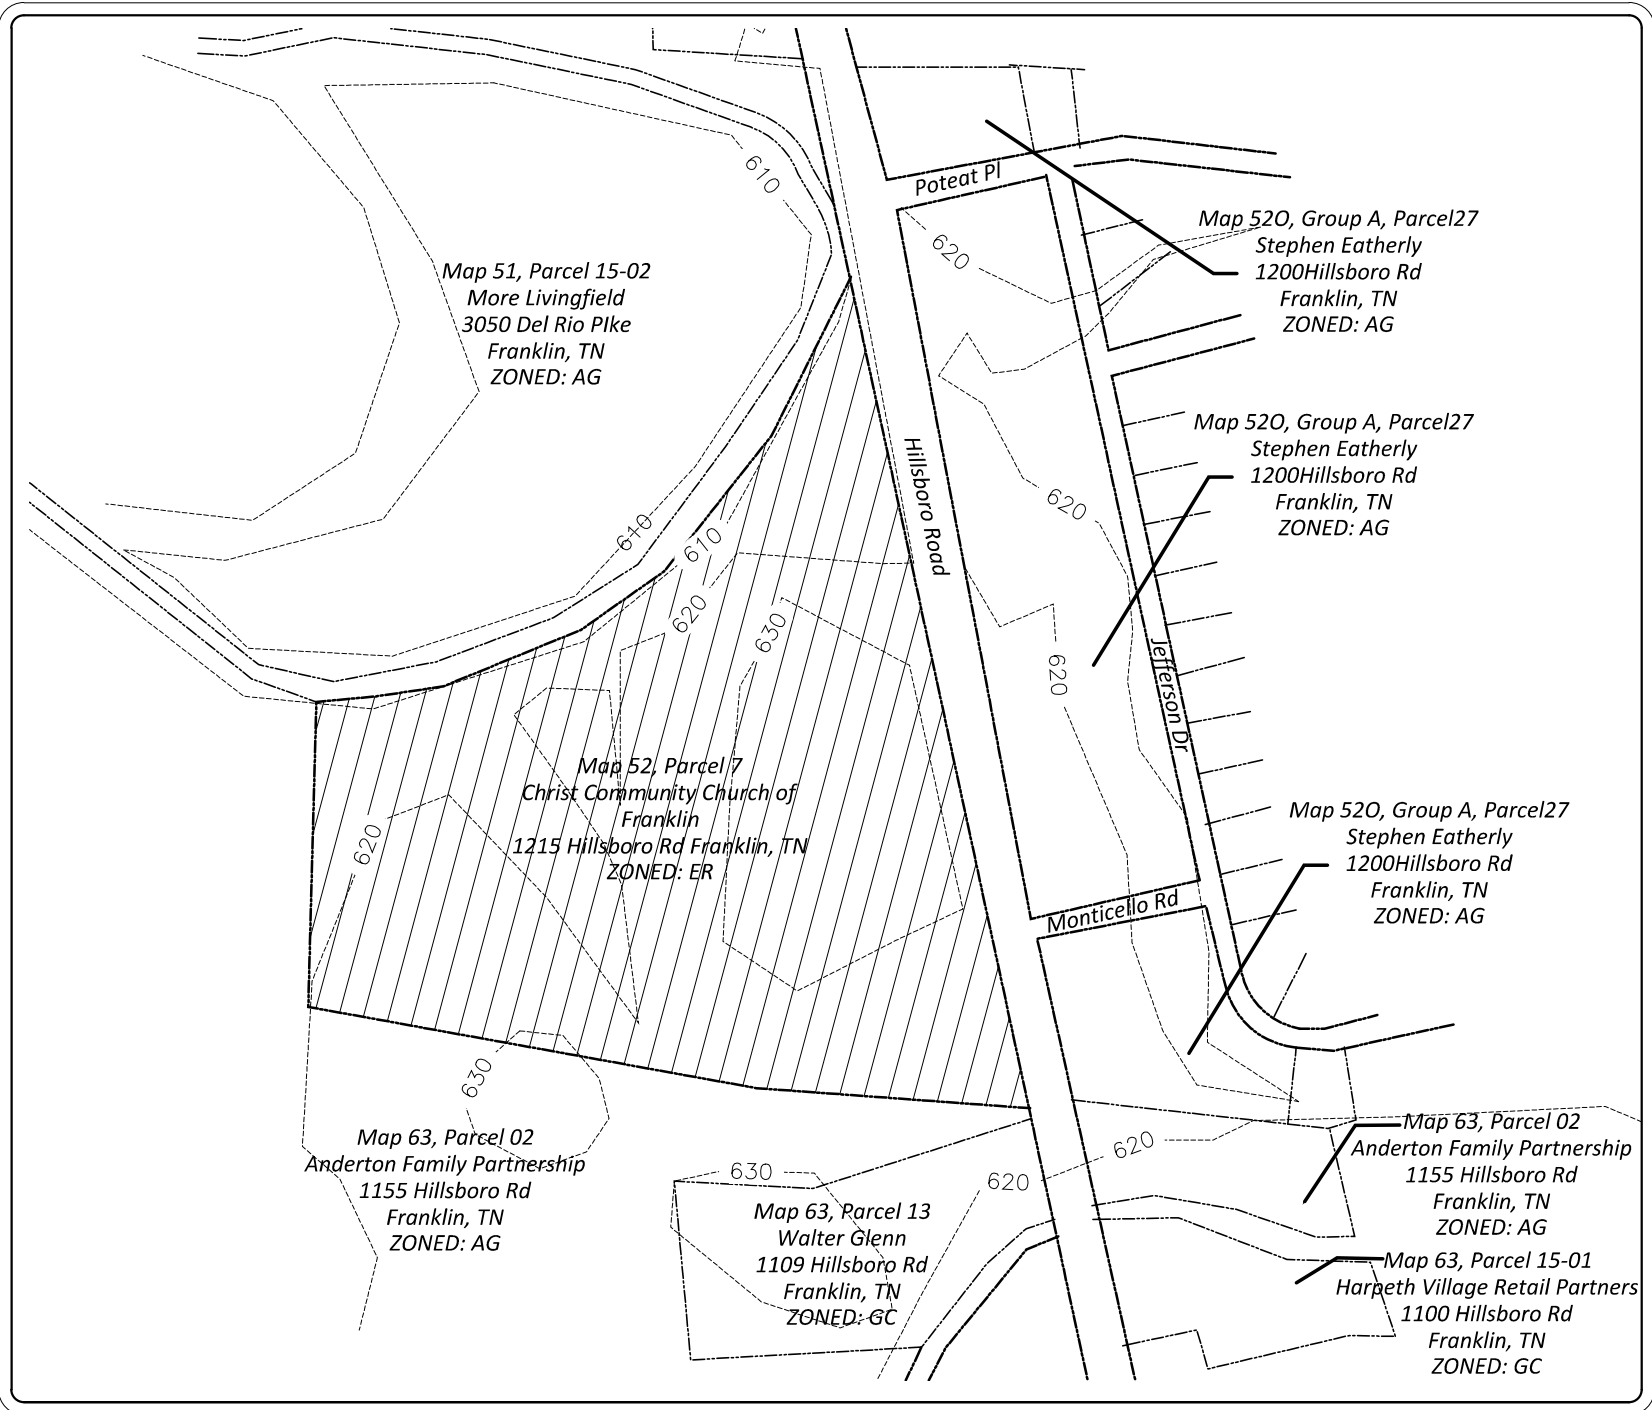 610
Poteat Pl
Map 52O, Group A, Parcel27
Stephen Eatherly
1200Hillsboro Rd
Franklin, TN
ZONED: AG
620
Map 51, Parcel 15-02
More Livingfield
3050 Del Rio PIke
Franklin, TN
ZONED: AG
Map 52O, Group A, Parcel27
Stephen Eatherly
1200Hillsboro Rd
Franklin, TN
ZONED: AG
Hillsboro Road
620
610
610
620
630
620
Jefferson Dr
Map 52, Parcel 7
Christ Community Church of
Franklin
1215 Hillsboro Rd Franklin, TN
ZONED: ER
620
Map 52O, Group A, Parcel27
Stephen Eatherly
1200Hillsboro Rd
Franklin, TN
ZONED: AG
Monticello Rd
630
Map 63, Parcel 02
Anderton Family Partnership
1155 Hillsboro Rd
Franklin, TN
ZONED: AG
630
620
620
Map 63, Parcel 02
Anderton Family Partnership
1155 Hillsboro Rd
Franklin, TN
ZONED: AG
Map 63, Parcel 13
Walter Glenn
1109 Hillsboro Rd
Franklin, TN
ZONED: GC
Map 63, Parcel 15-01
Harpeth Village Retail Partners
1100 Hillsboro Rd
Franklin, TN
ZONED: GC